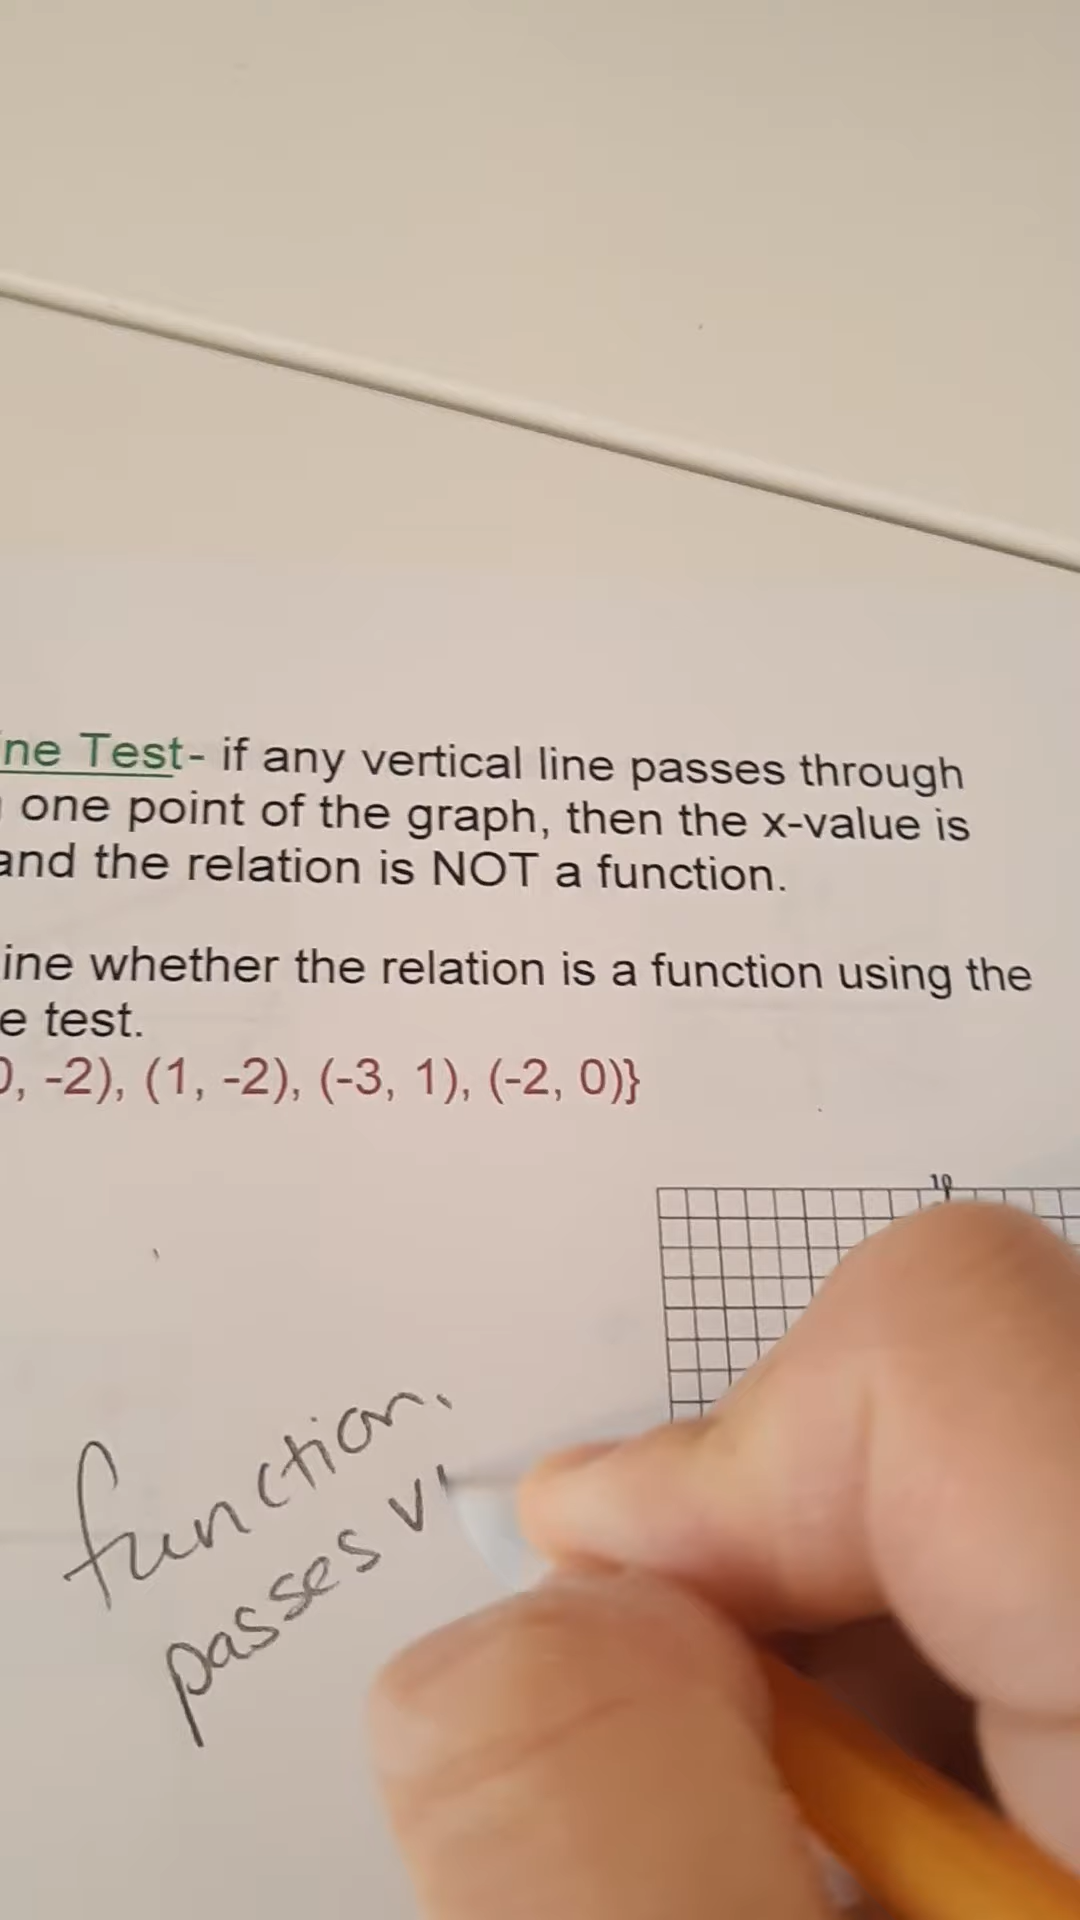 ne Test- if any vertical line passes through
one point of the graph, then the x-value is
and the relation is NOT a function.
ine whether the relation is a function using the
e test.
0, -2), (1, -2), (-3, 1), (-2, 0)}
10
function.
passes v